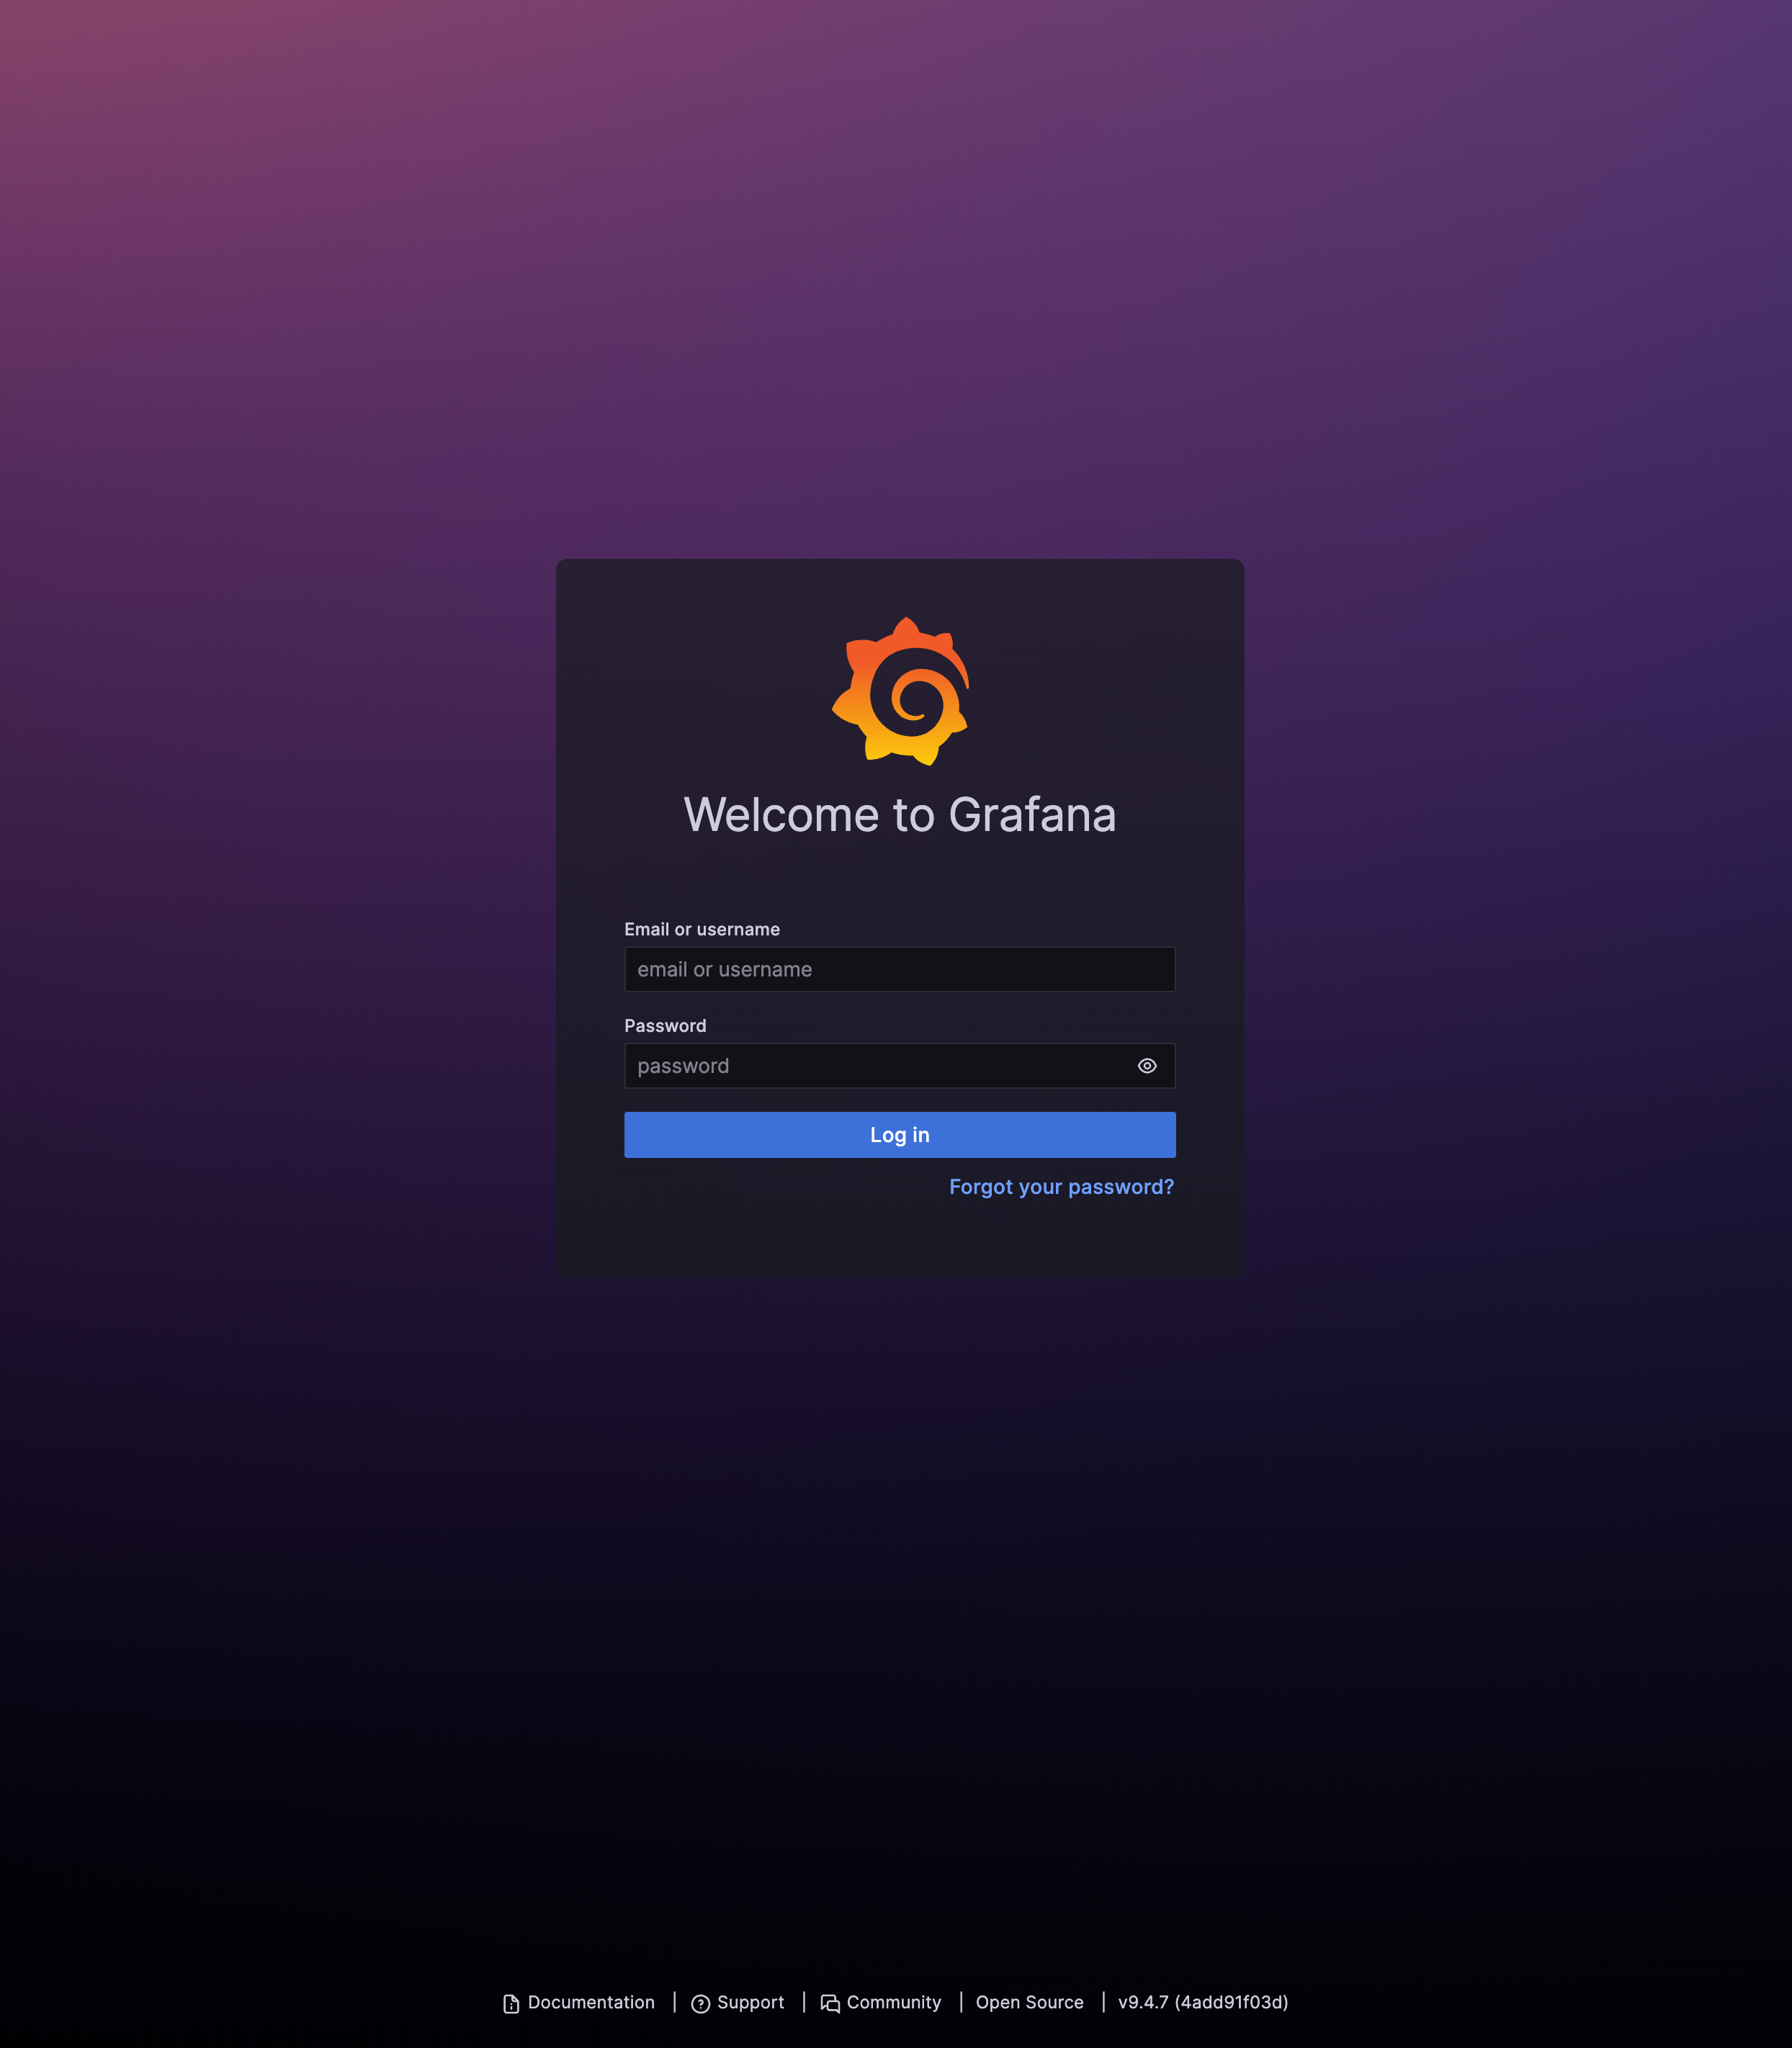 Welcome to Grafana
Email or username
email or username
Password
password
Log in
Forgot your password?
Documentation | Support | Community | Open Source | v9.4.7 (4add91f03d)